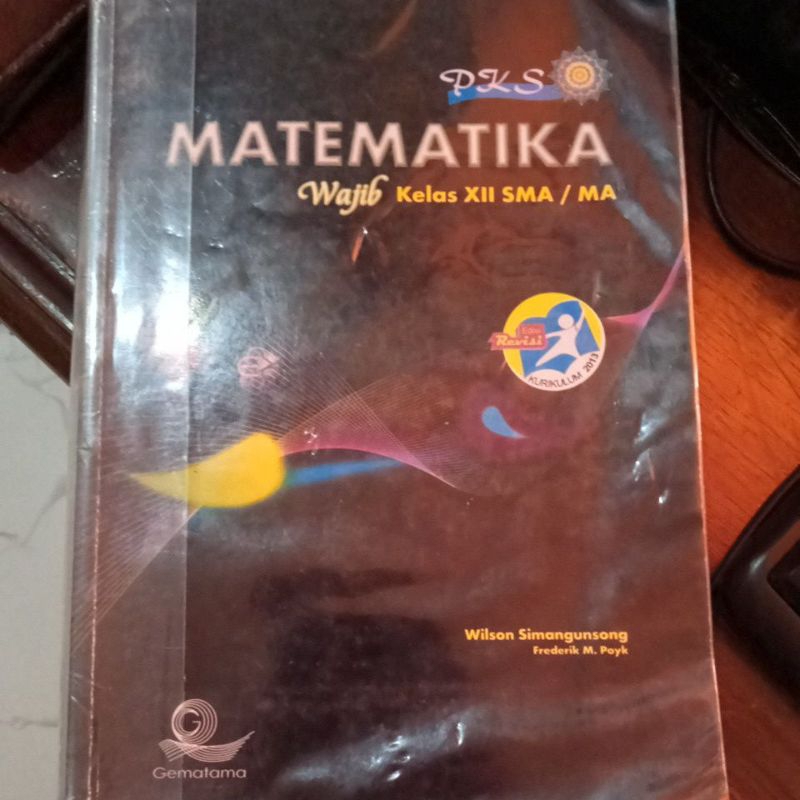 PKS
MATEMATIKA
Wajib Kelas XII SMA / MA
Edisi
Revisi
KURIKULUM 2013
Wilson Simangunsong
Frederik M. Poyk
G
Gematama